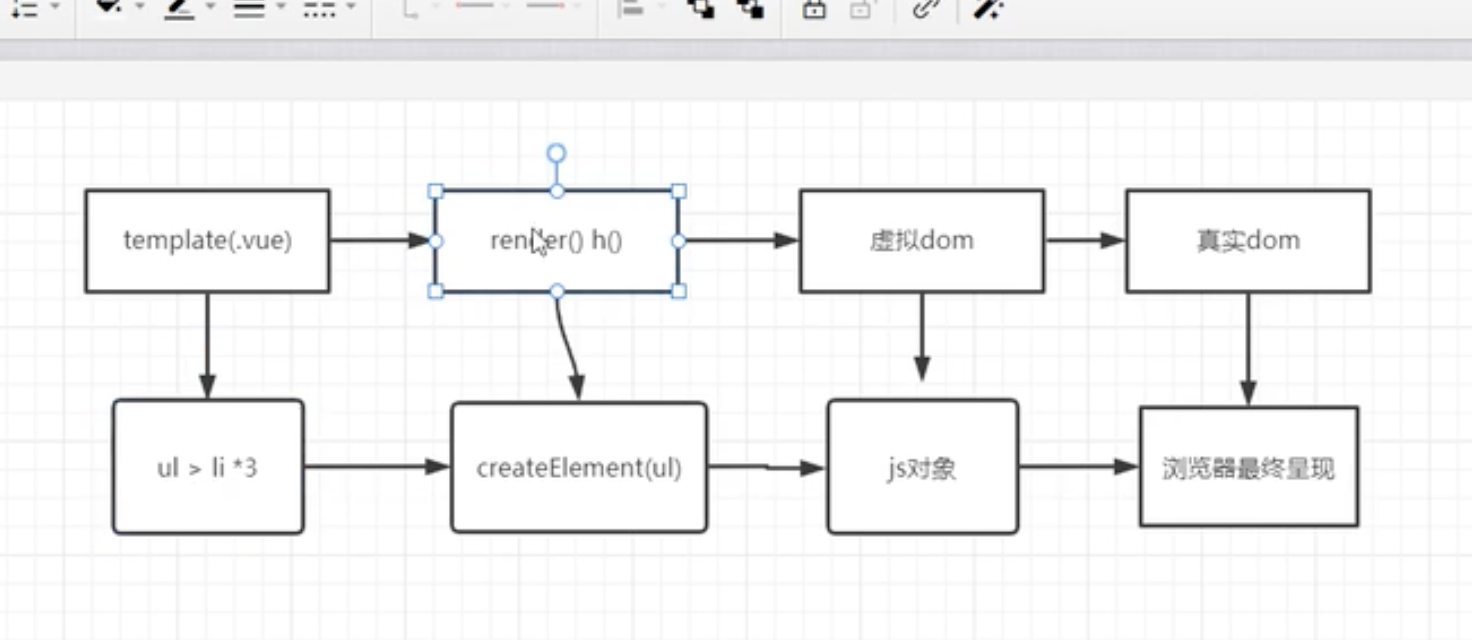 template(.vue)
render() h()
虚拟dom
真实dom
ul > li *3
createElement(ul)
js对象
浏览器最终呈现